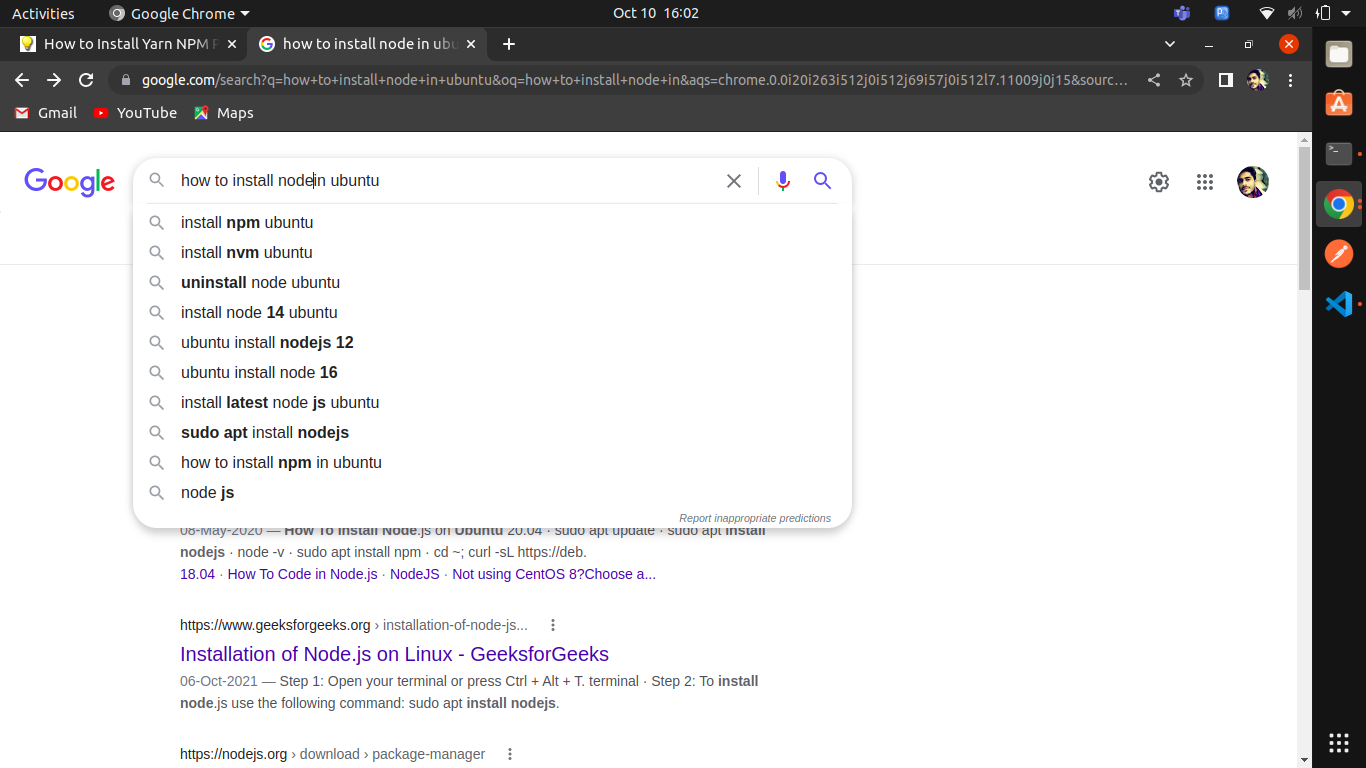 Activities Google Chrome Oct 10 16:02
How to Install Yarn NPM how to install node in ubu
google.com/search?q=how+to+install+node+in+ubuntu&oq=how+to+install+node+in&aqs=chrome.0.0i20i263i512j0i512j69i57j0i512l7.11009j0j15&sourc…
Gmail YouTube Maps
Google
how to install nodein ubuntu
install npm ubuntu
install nvm ubuntu
uninstall node ubuntu
install node 14 ubuntu
ubuntu install nodejs 12
ubuntu install node 16
install latest node js ubuntu
sudo apt install nodejs
how to install npm in ubuntu
node js
Report inappropriate predictions
08-May-2020 — How To Install Node.js on Ubuntu 20.04 · sudo apt update · sudo apt install
nodejs · node -v · sudo apt install npm · cd ~; curl -sL https://deb.
18.04 · How To Code in Node.js · NodeJS · Not using CentOS 8?Choose a...
https://www.geeksforgeeks.org › installation-of-node-js...
Installation of Node.js on Linux - GeeksforGeeks
06-Oct-2021 — Step 1: Open your terminal or press Ctrl + Alt + T. terminal · Step 2: To install
node.js use the following command: sudo apt install nodejs.
https://nodejs.org › download › package-manager